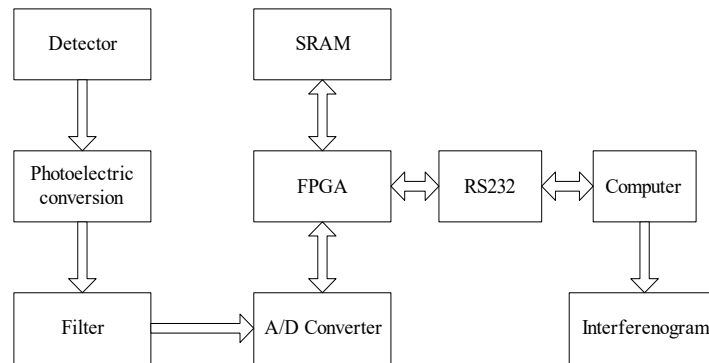 Detector
SRAM
Photoelectric
conversion
FPGA
RS232
Computer
Filter
A/D Converter
Interferenogram